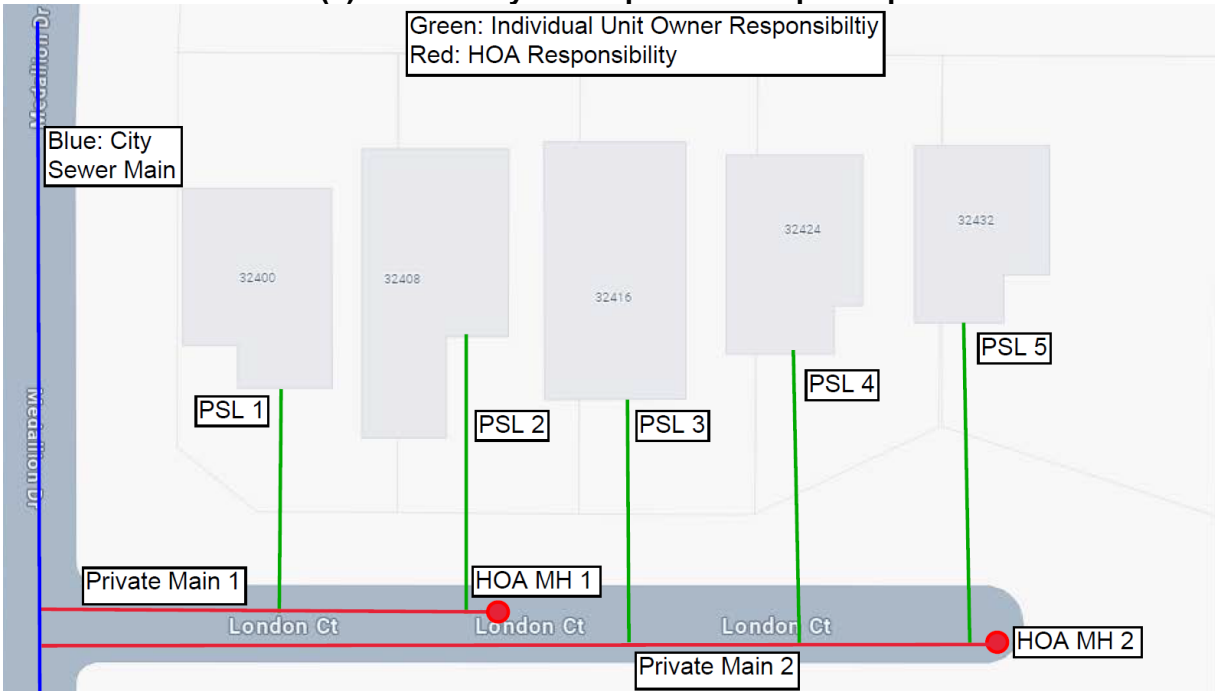 Green: Individual Unit Owner Responsibiltiy
Red: HOA Responsibility
Medallion Dr
Blue: City
Sewer Main
32400
32408
32416
32424
32432
PSL 1
PSL 2
PSL 3
PSL 4
PSL 5
Medallion Dr
Private Main 1
HOA MH 1
London Ct
London Ct
London Ct
HOA MH 2
Private Main 2